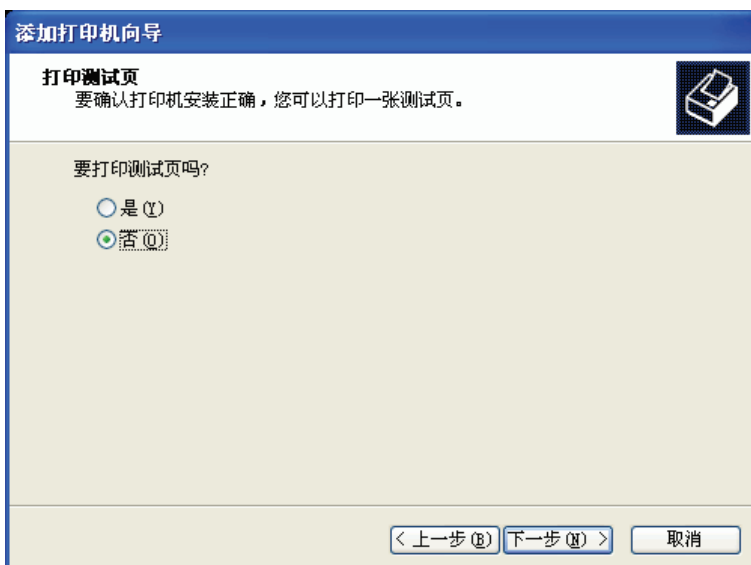 添加打印机向导
打印测试页
要确认打印机安装正确，您可以打印一张测试页。
要打印测试页吗?
是(Y)
否(O)
< 上一步(B) 下一步(N) > 取消